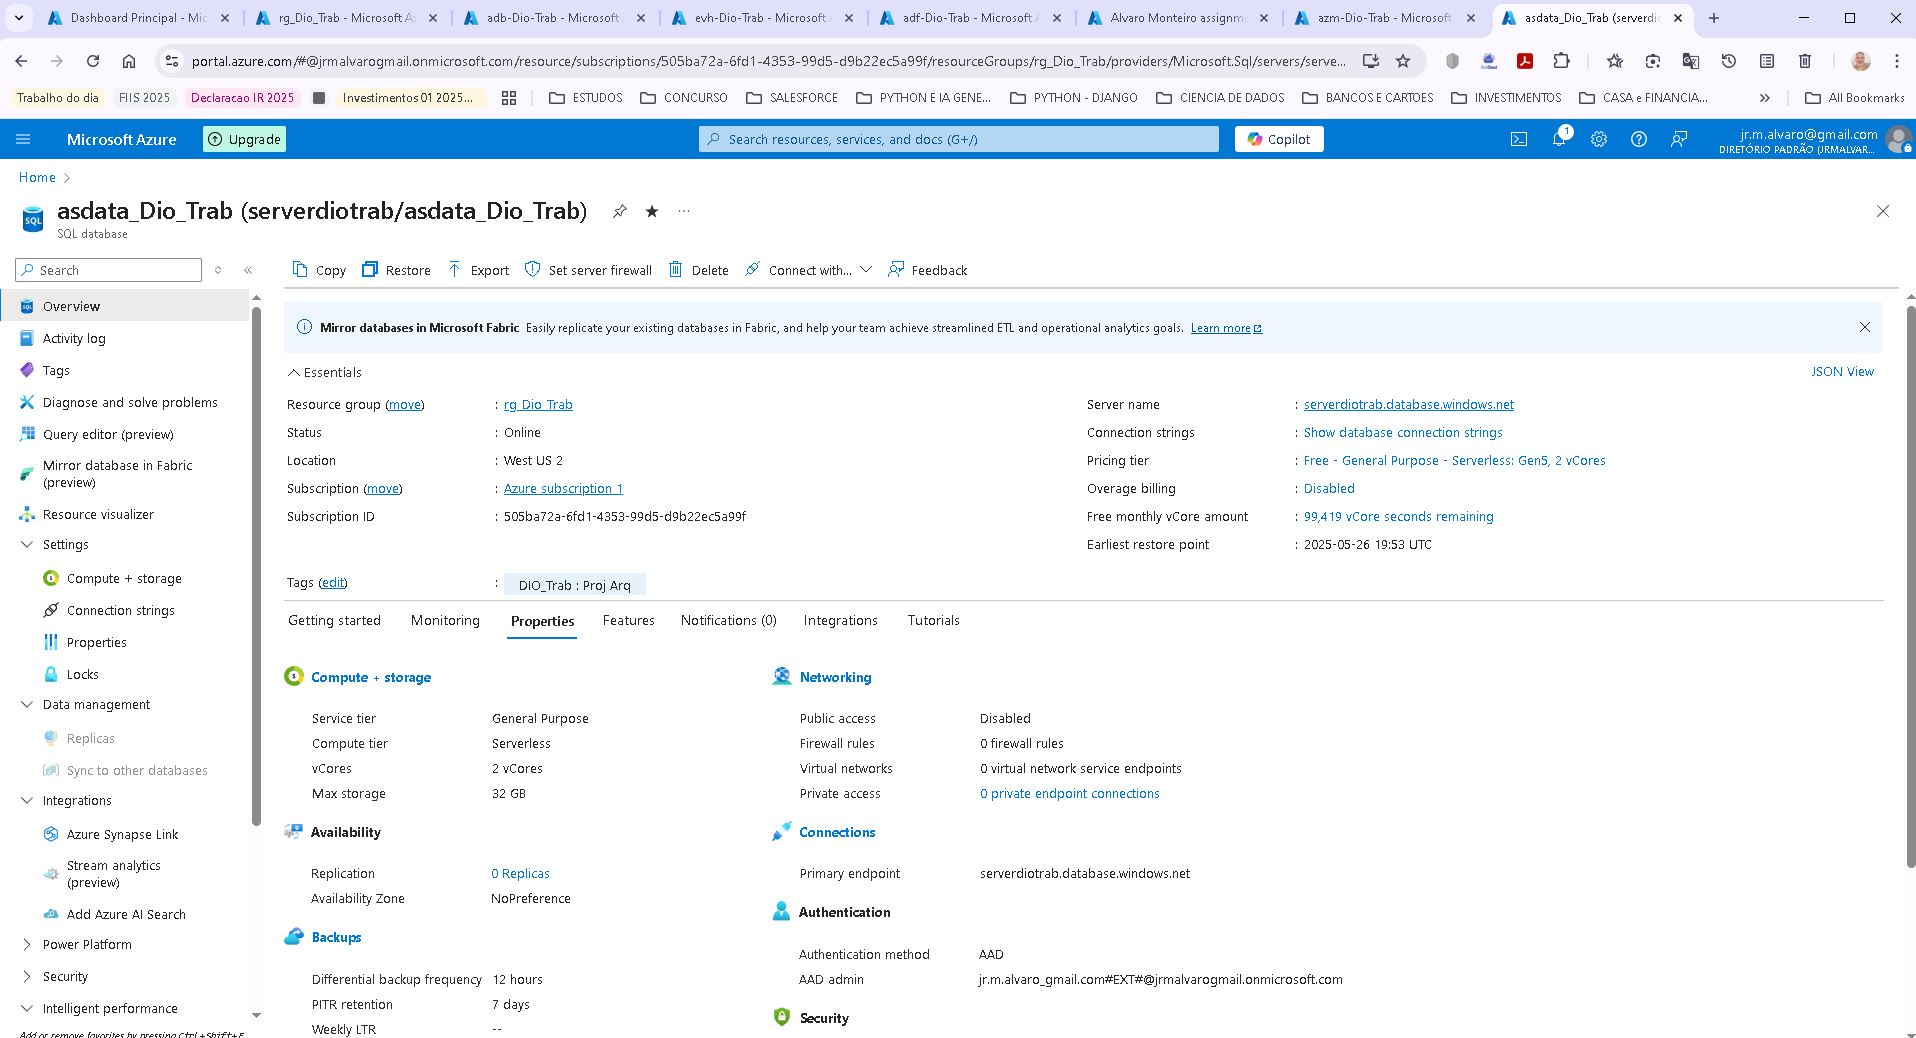 Dashboard Principal - Mic
rg_Dio_Trab - Microsoft Az
adb-Dio-Trab - Microsoft A
evh-Dio-Trab - Microsoft A
adf-Dio-Trab - Microsoft A
Alvaro Monteiro assignme
azm-Dio-Trab - Microsoft
asdata_Dio_Trab (serverdio
portal.azure.com/#@jrmalvarogmail.onmicrosoft.com/resource/subscriptions/505ba72a-6fd1-4353-99d5-d9b22ec5a99f/resourceGroups/rg_Dio_Trab/providers/Microsoft.Sql/servers/serve...
Trabalho do dia
FIIS 2025
Declaracao IR 2025
Investimentos 01 2025...
ESTUDOS
CONCURSO
SALESFORCE
PYTHON E IA GENE...
PYTHON - DJANGO
CIENCIA DE DADOS
BANCOS E CARTOES
INVESTIMENTOS
CASA e FINANCIA...
All Bookmarks
Microsoft Azure
Upgrade
Search resources, services, and docs (G+/)
Copilot
1
jr.m.alvaro@gmail.com
DIRETÓRIO PADRÃO (JRMALVAR...
Home
asdata_Dio_Trab (serverdiotrab/asdata_Dio_Trab)
SQL database
Search
Copy
Restore
Export
Set server firewall
Delete
Connect with...
Feedback
Overview
Activity log
Tags
Diagnose and solve problems
Query editor (preview)
Mirror database in Fabric
(preview)
Resource visualizer
Settings
Compute + storage
Connection strings
Properties
Locks
Data management
Replicas
Sync to other databases
Integrations
Azure Synapse Link
Stream analytics
(preview)
Add Azure AI Search
Power Platform
Security
Intelligent performance
Add or remove favorites by pressing Ctrl+Shift+F
Mirror databases in Microsoft Fabric Easily replicate your existing databases in Fabric, and help your team achieve streamlined ETL and operational analytics goals. Learn more
Essentials
JSON View
Resource group (move) : rg_Dio_Trab
Status : Online
Location : West US 2
Subscription (move) : Azure subscription 1
Subscription ID : 505ba72a-6fd1-4353-99d5-d9b22ec5a99f
Server name : serverdiotrab.database.windows.net
Connection strings : Show database connection strings
Pricing tier : Free - General Purpose - Serverless: Gen5, 2 vCores
Overage billing : Disabled
Free monthly vCore amount : 99,419 vCore seconds remaining
Earliest restore point : 2025-05-26 19:53 UTC
Tags (edit) : DIO_Trab : Proj Arq
Getting started
Monitoring
Properties
Features
Notifications (0)
Integrations
Tutorials
Compute + storage
Service tier General Purpose
Compute tier Serverless
vCores 2 vCores
Max storage 32 GB
Availability
Replication 0 Replicas
Availability Zone NoPreference
Backups
Differential backup frequency 12 hours
PITR retention 7 days
Weekly LTR --
Networking
Public access Disabled
Firewall rules 0 firewall rules
Virtual networks 0 virtual network service endpoints
Private access 0 private endpoint connections
Connections
Primary endpoint serverdiotrab.database.windows.net
Authentication
Authentication method AAD
AAD admin jr.m.alvaro_gmail.com#EXT#@jrmalvarogmail.onmicrosoft.com
Security